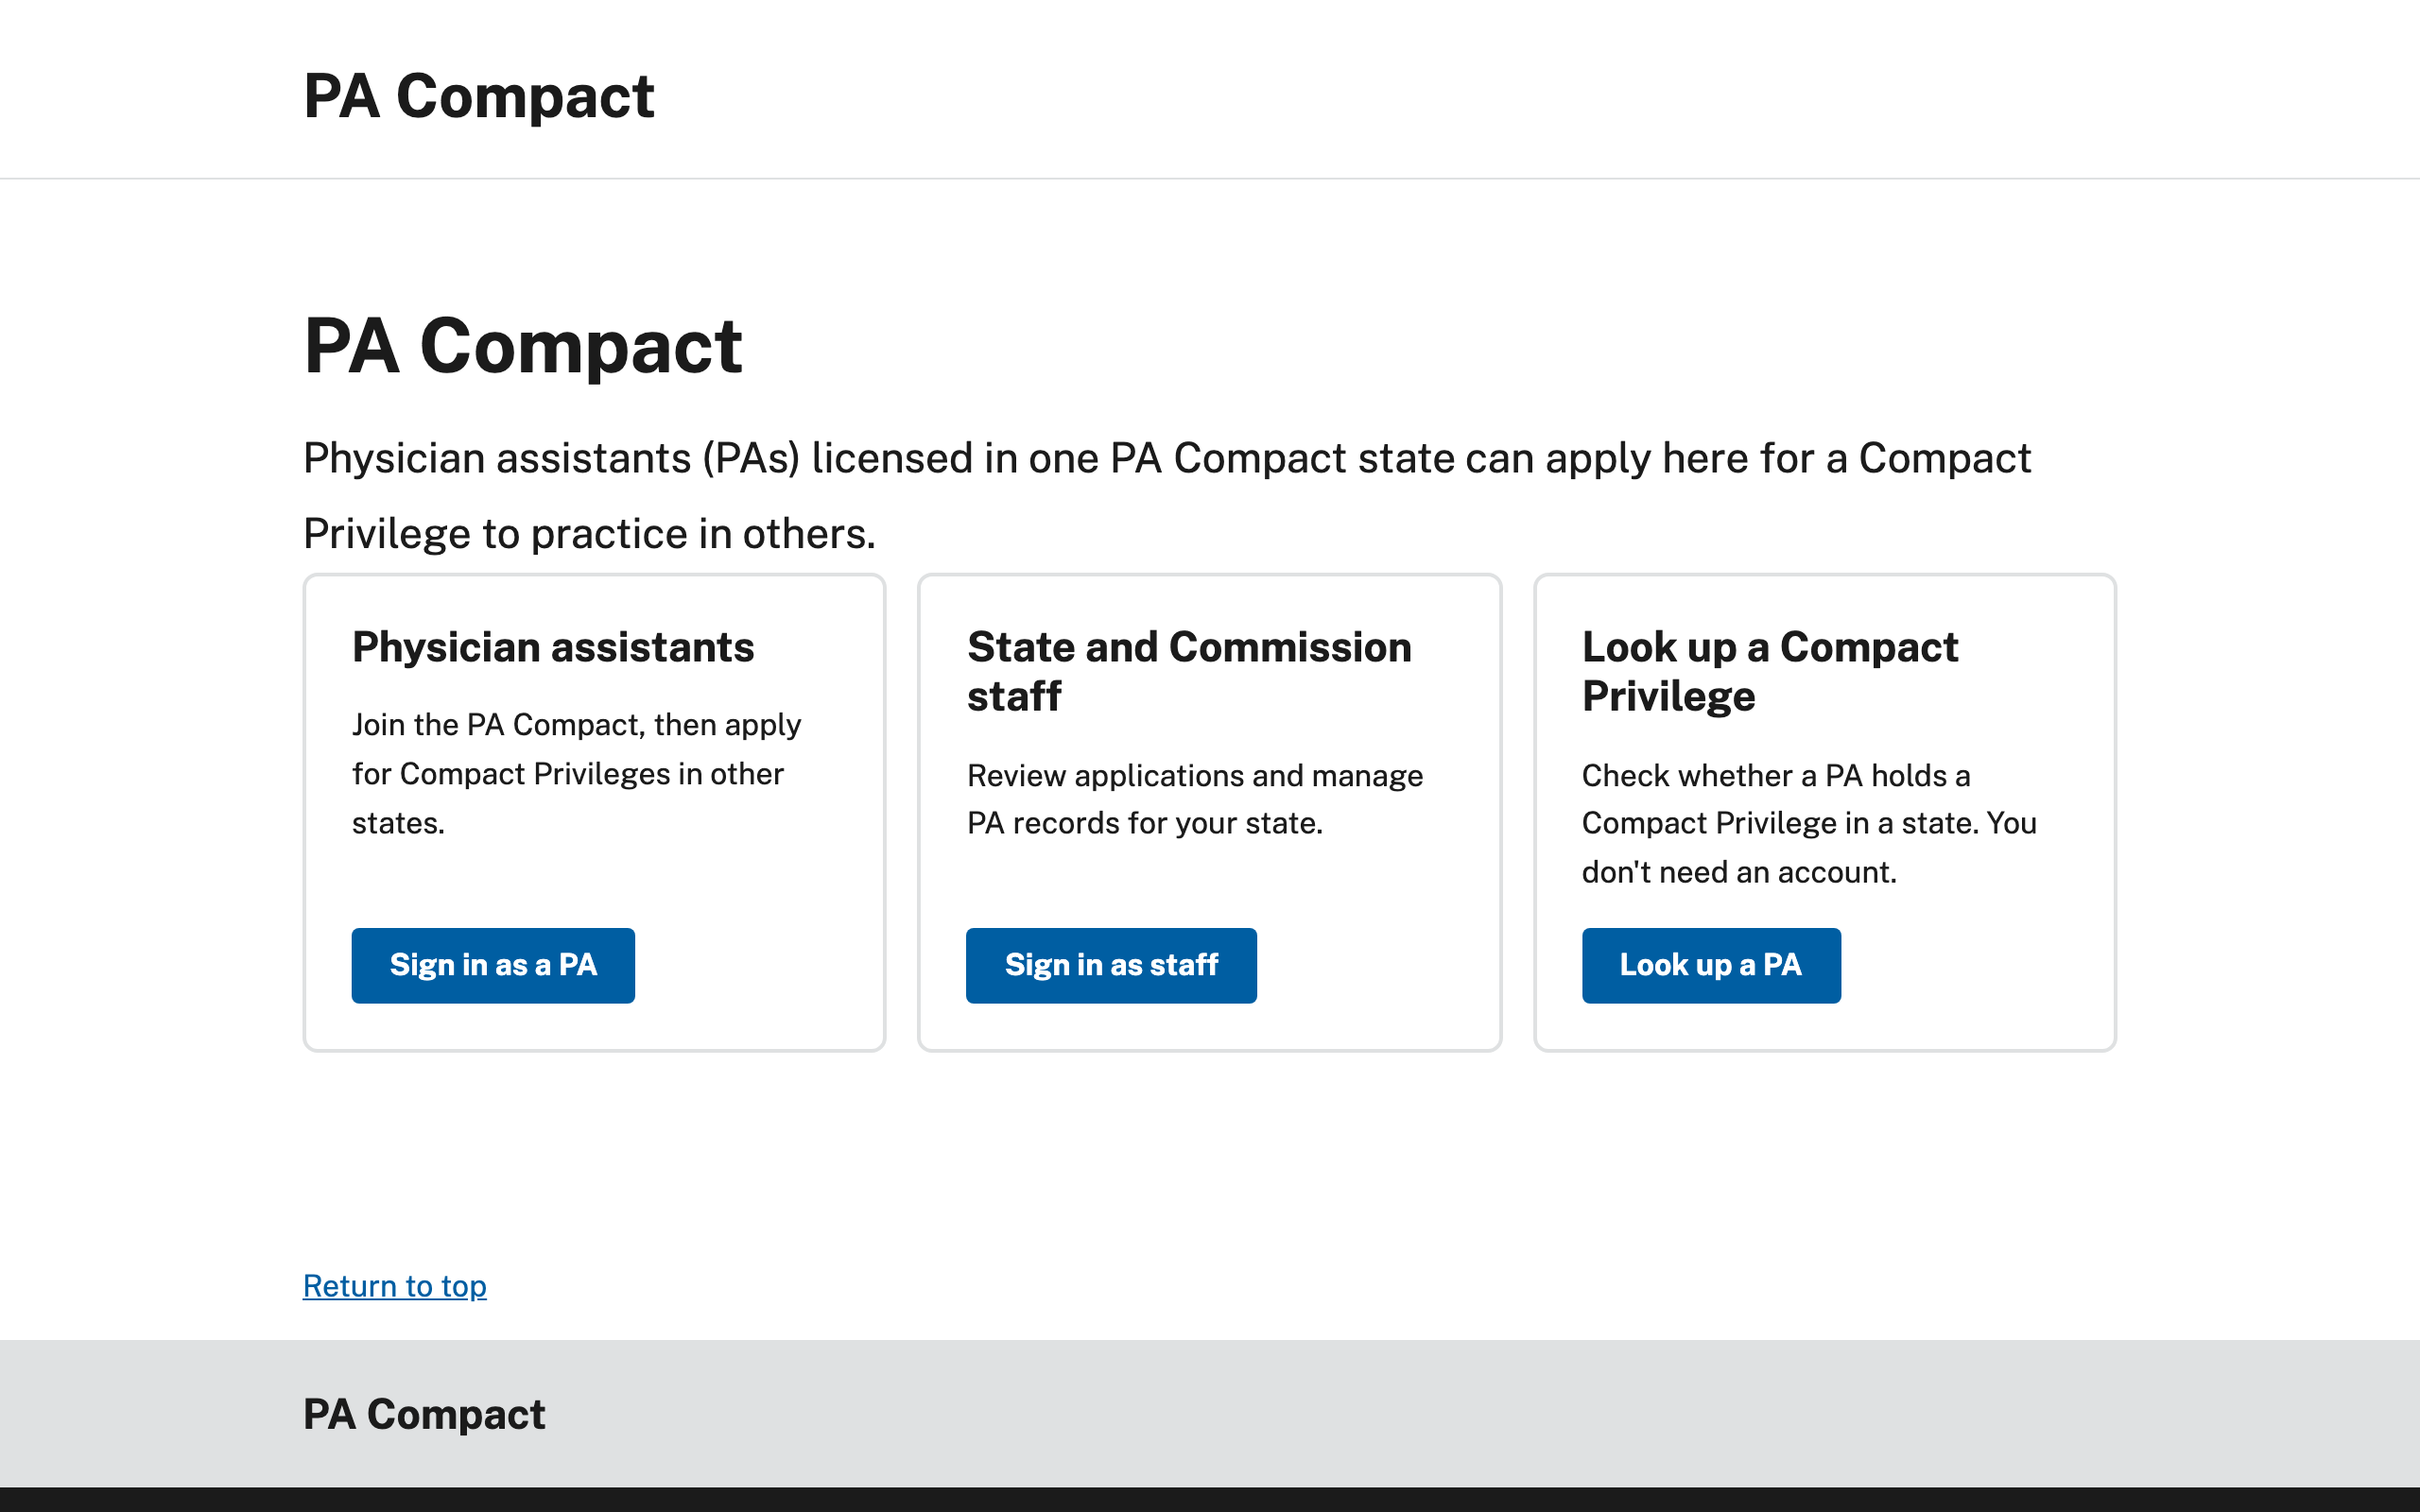 PA Compact
PA Compact
Physician assistants (PAs) licensed in one PA Compact state can apply here for a Compact
Privilege to practice in others.
Physician assistants
Join the PA Compact, then apply
for Compact Privileges in other
states.
Sign in as a PA
State and Commission
staff
Review applications and manage
PA records for your state.
Sign in as staff
Look up a Compact
Privilege
Check whether a PA holds a
Compact Privilege in a state. You
don't need an account.
Look up a PA
Return to top
PA Compact